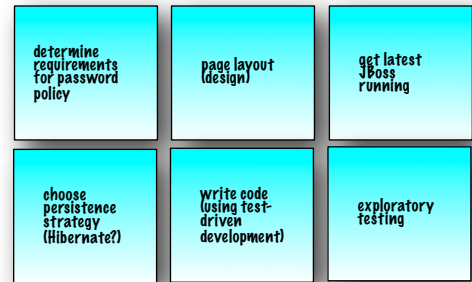 determine
requirements
for password
policy
page layout
(design)
get latest
JBoss
running
choose
persistence
strategy
(Hibernate?)
write code
(using test-
driven
development)
exploratory
testing